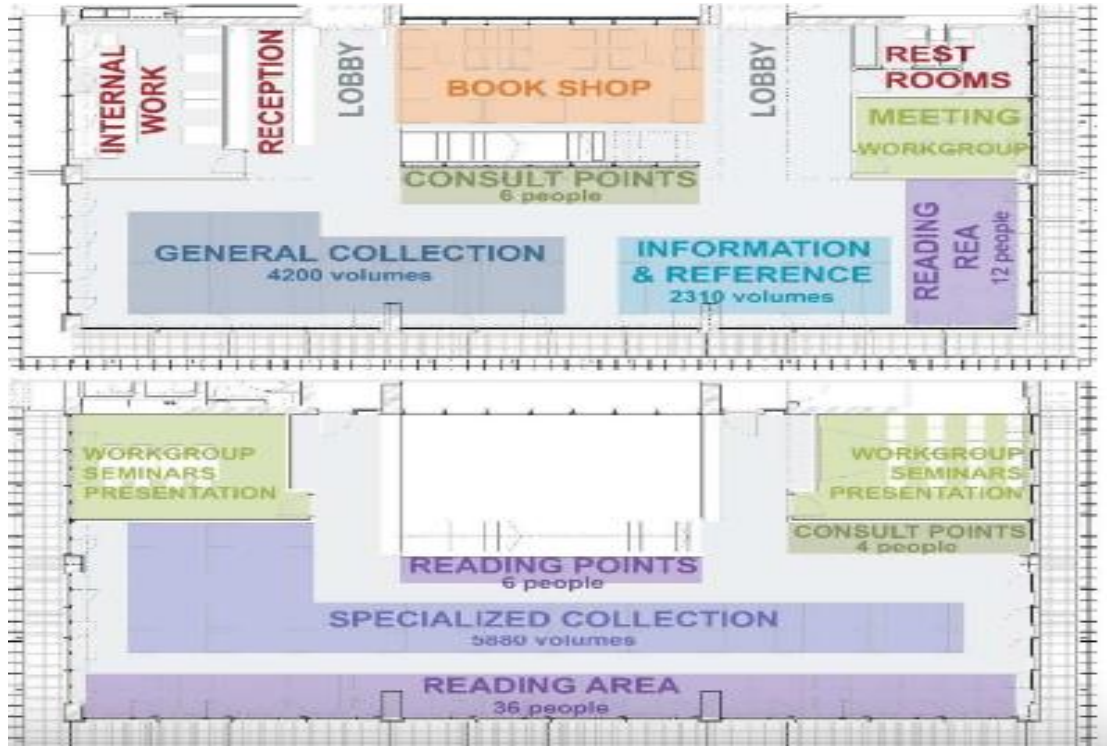 INTERNAL
WORK
RECEPTION
LOBBY
BOOK SHOP
LOBBY
REST
ROOMS
MEETING
WORKGROUP
CONSULT POINTS
6 people
GENERAL COLLECTION
4200 volumes
INFORMATION
& REFERENCE
2310 volumes
READING
REA
12 people
WORKGROUP
SEMINARS
PRESENTATION
WORKGROUP
SEMINARS
PRESENTATION
CONSULT POINTS
4 people
READING POINTS
6 people
SPECIALIZED COLLECTION
5880 volumes
READING AREA
36 people